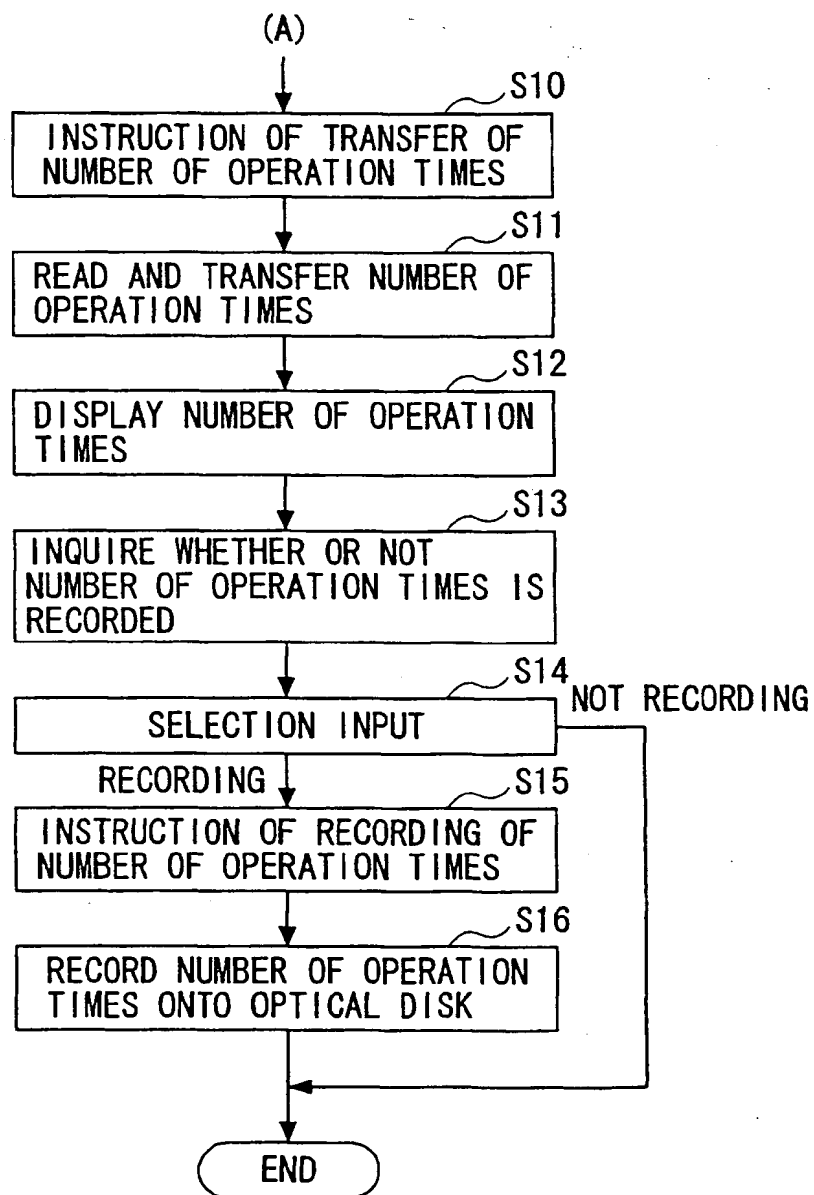 (A)
S10
INSTRUCTION OF TRANSFER OF
NUMBER OF OPERATION TIMES
S11
READ AND TRANSFER NUMBER OF
OPERATION TIMES
S12
DISPLAY NUMBER OF OPERATION
TIMES
S13
INQUIRE WHETHER OR NOT
NUMBER OF OPERATION TIMES IS
RECORDED
S14
SELECTION INPUT
NOT RECORDING
RECORDING
S15
INSTRUCTION OF RECORDING OF
NUMBER OF OPERATION TIMES
S16
RECORD NUMBER OF OPERATION
TIMES ONTO OPTICAL DISK
END